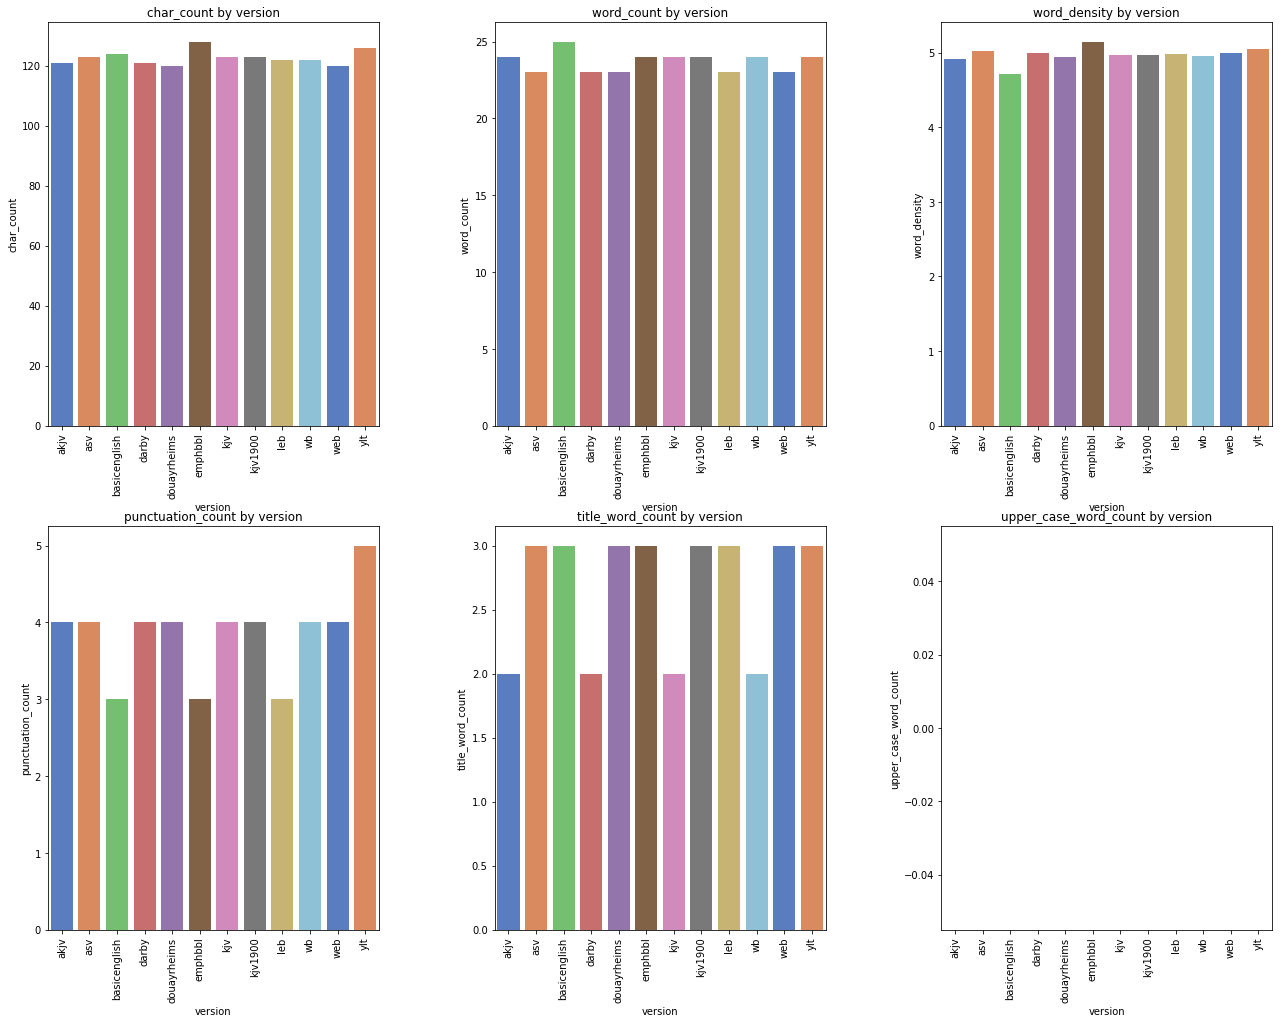 char_count by version
char_count
120
100
80
60
40
20
0
akjv
asv
basicenglish
darby
douayrheims
emphbbl
kjv
kjv1900
leb
wb
web
ylt
version
word_count by version
word_count
25
20
15
10
5
0
akjv
asv
basicenglish
darby
douayrheims
emphbbl
kjv
kjv1900
leb
wb
web
ylt
version
word_density by version
word_density
5
4
3
2
1
0
akjv
asv
basicenglish
darby
douayrheims
emphbbl
kjv
kjv1900
leb
wb
web
ylt
version
punctuation_count by version
punctuation_count
5
4
3
2
1
0
akjv
asv
basicenglish
darby
douayrheims
emphbbl
kjv
kjv1900
leb
wb
web
ylt
version
title_word_count by version
title_word_count
3.0
2.5
2.0
1.5
1.0
0.5
0.0
akjv
asv
basicenglish
darby
douayrheims
emphbbl
kjv
kjv1900
leb
wb
web
ylt
version
upper_case_word_count by version
upper_case_word_count
0.04
0.02
0.00
−0.02
−0.04
akjv
asv
basicenglish
darby
douayrheims
emphbbl
kjv
kjv1900
leb
wb
web
ylt
version